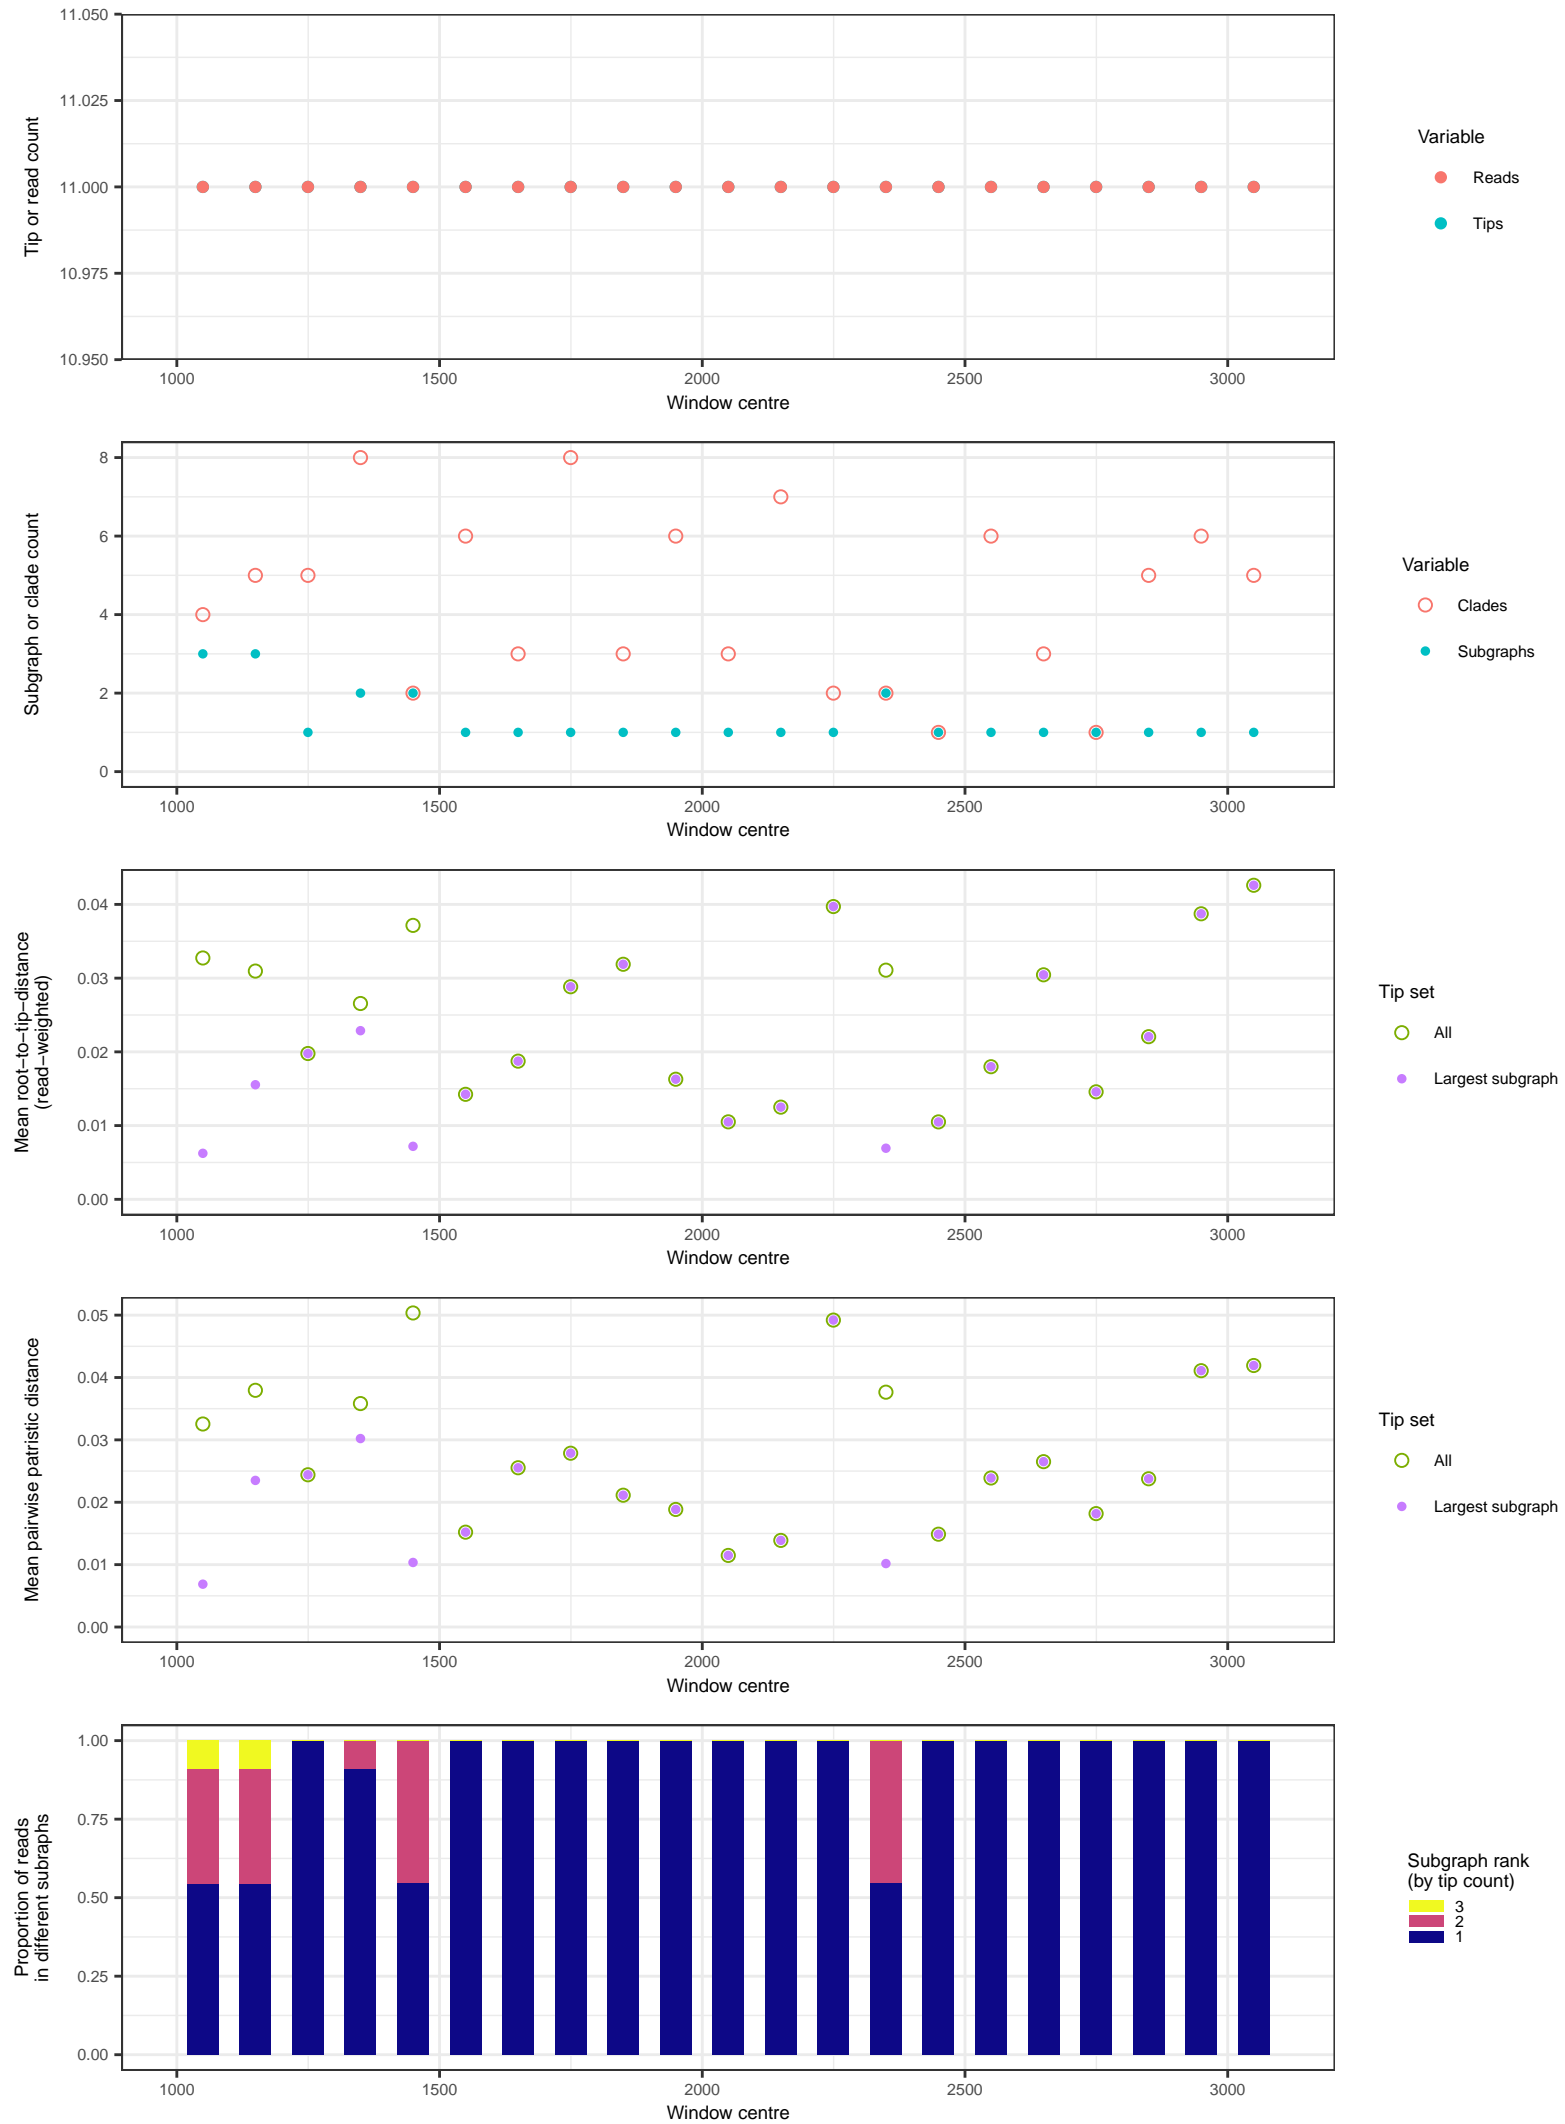 11.050
11.025
11.000
10.975
10.950
Tip or read count
1000 1500 2000 2500 3000
Window centre
Variable
Reads
Tips
8
6
4
2
0
Subgraph or clade count
1000 1500 2000 2500 3000
Window centre
Variable
Clades
Subgraphs
0.04
0.03
0.02
0.01
0.00
Mean root−to−tip−distance
(read−weighted)
1000 1500 2000 2500 3000
Window centre
Tip set
All
Largest subgraph
0.05
0.04
0.03
0.02
0.01
0.00
Mean pairwise patristic distance
1000 1500 2000 2500 3000
Window centre
Tip set
All
Largest subgraph
1.00
0.75
0.50
0.25
0.00
Proportion of reads
in different subraphs
1000 1500 2000 2500 3000
Window centre
Subgraph rank
(by tip count)
3
2
1